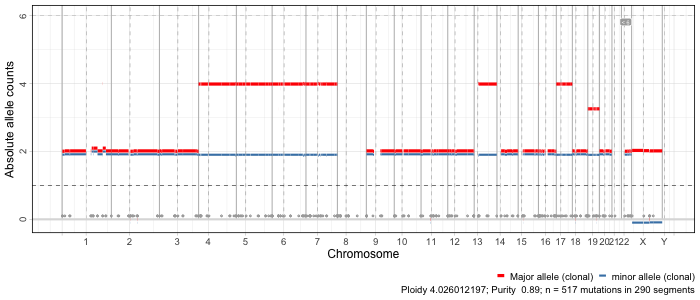 Absolute allele counts
6
4
2
0
1 2 3 4 5 6 7 8 9 10 11 12 13 14 15 16 17 18 19 20 21 22 X Y
Chromosome
Major allele (clonal) minor allele (clonal)
Ploidy 4.026012197; Purity 0.89; n = 517 mutations in 290 segments